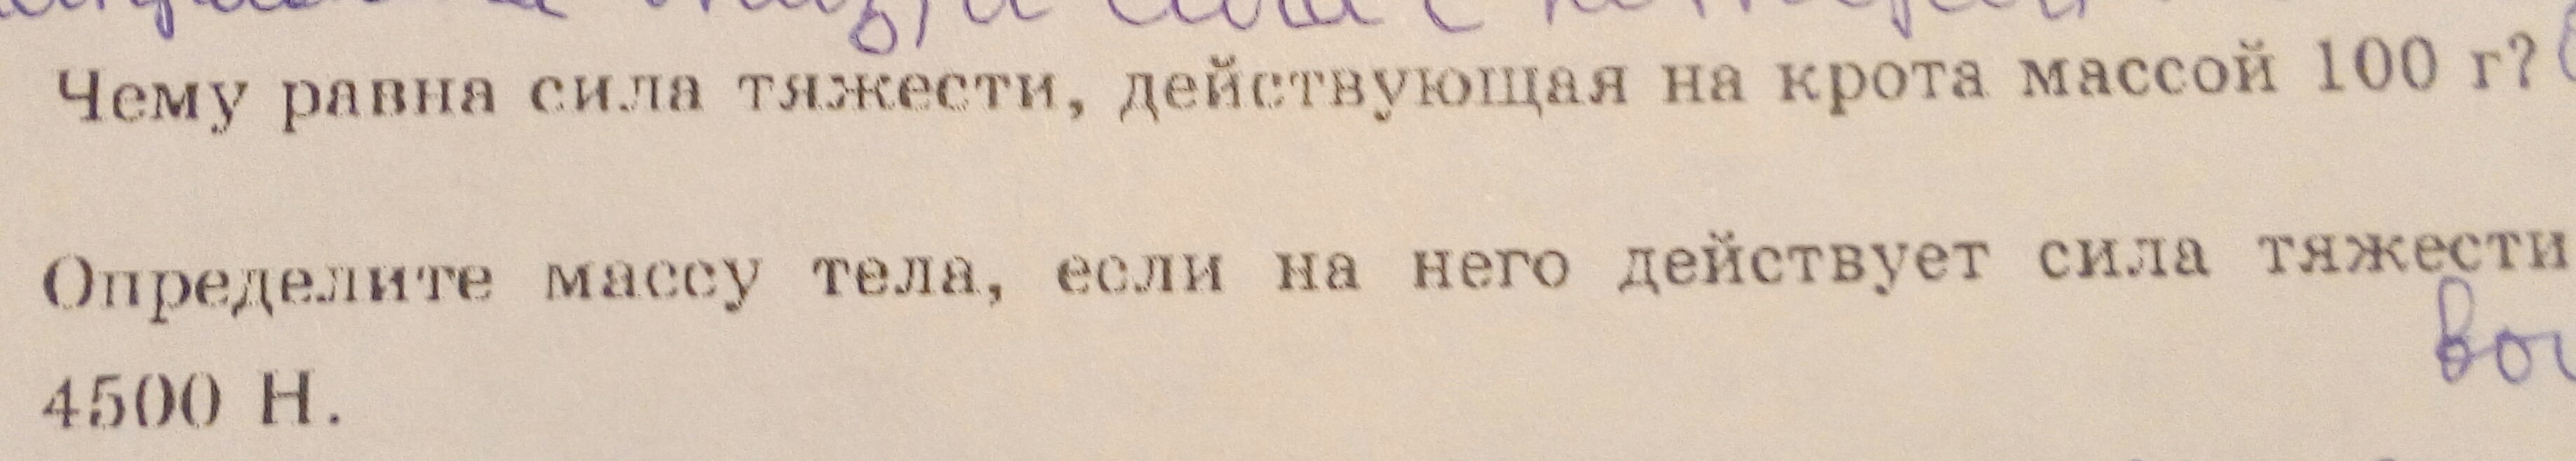 Чему равна сила тяжести, действующая на крота массой 100 г?
Определите массу тела, если на него действует сила тяжести
4500 Н.